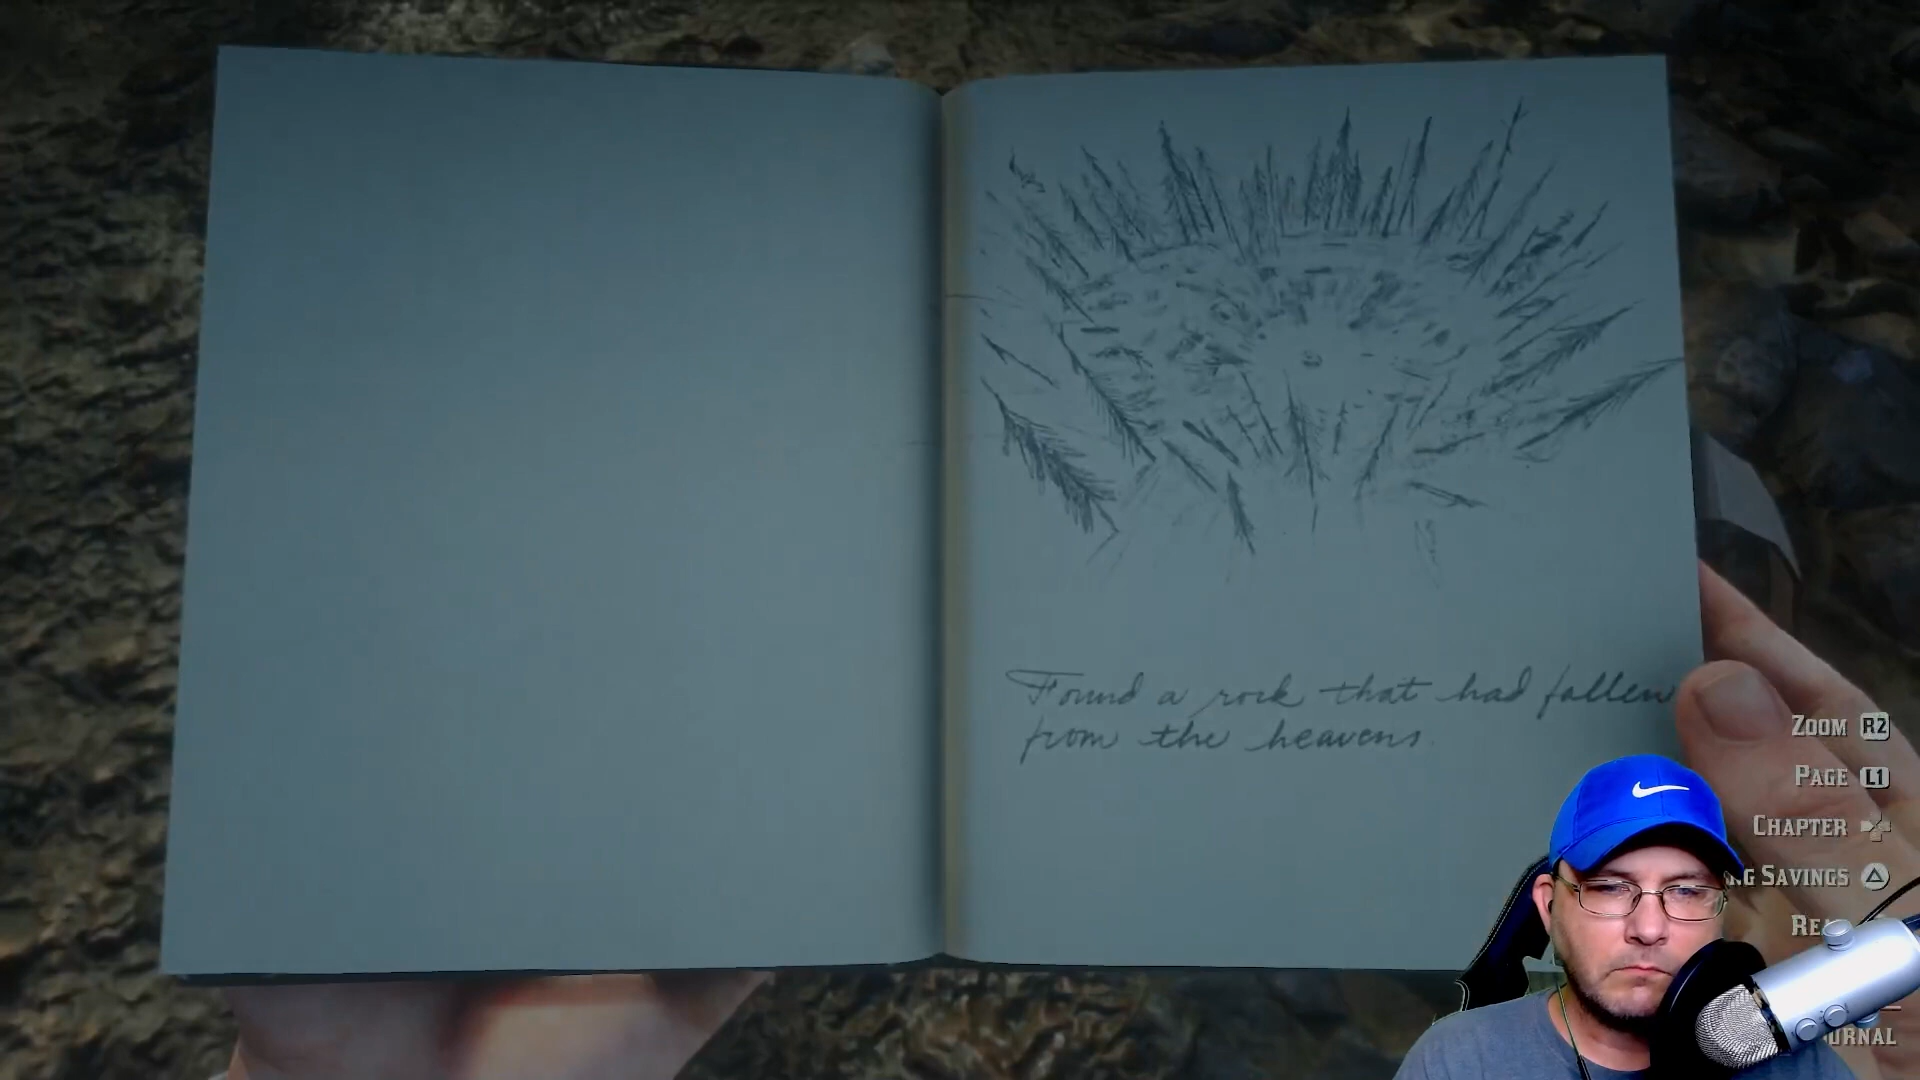 Found a rock that had fallen
from the heavens.
ZOOM R2
PAGE L1
CHAPTER
SAVINGS